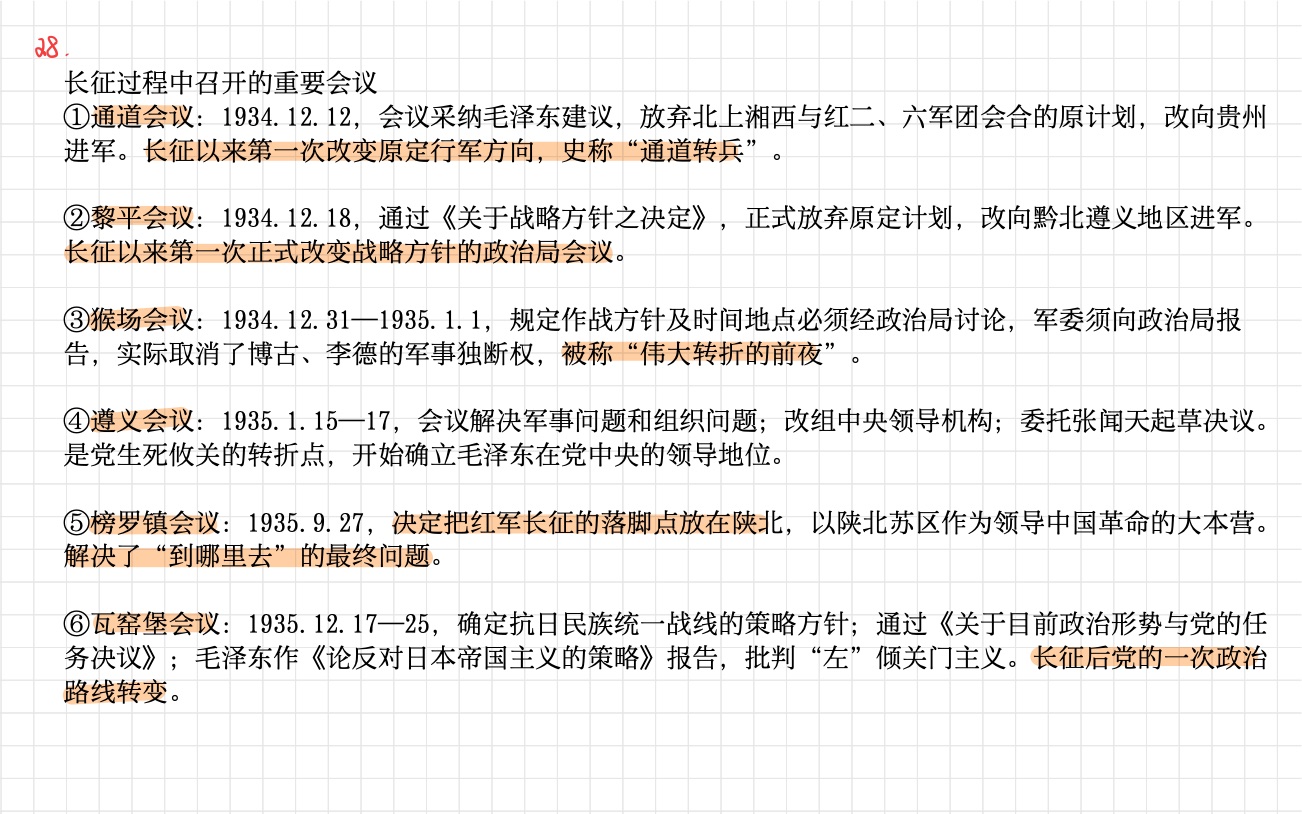 28.
长征过程中召开的重要会议
①通道会议：1934.12.12，会议采纳毛泽东建议，放弃北上湘西与红二、六军团会合的原计划，改向贵州
进军。长征以来第一次改变原定行军方向，史称“通道转兵”。
②黎平会议：1934.12.18，通过《关于战略方针之决定》，正式放弃原定计划，改向黔北遵义地区进军。
长征以来第一次正式改变战略方针的政治局会议。
③猴场会议：1934.12.31—1935.1.1，规定作战方针及时间地点必须经政治局讨论，军委须向政治局报
告，实际取消了博古、李德的军事独断权，被称“伟大转折的前夜”。
④遵义会议：1935.1.15—17，会议解决军事问题和组织问题；改组中央领导机构；委托张闻天起草决议。
是党生死攸关的转折点，开始确立毛泽东在党中央的领导地位。
⑤榜罗镇会议：1935.9.27，决定把红军长征的落脚点放在陕北，以陕北苏区作为领导中国革命的大本营。
解决了“到哪里去”的最终问题。
⑥瓦窑堡会议：1935.12.17—25，确定抗日民族统一战线的策略方针；通过《关于目前政治形势与党的任
务决议》；毛泽东作《论反对日本帝国主义的策略》报告，批判“左”倾关门主义。长征后党的一次政治
路线转变。